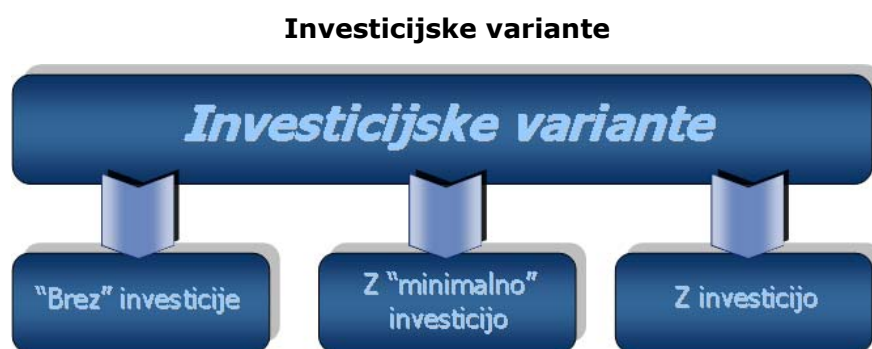 Investicijske variante
Investicijske variante
“Brez” investicije
Z “minimalno”
investicijo
Z investicijo